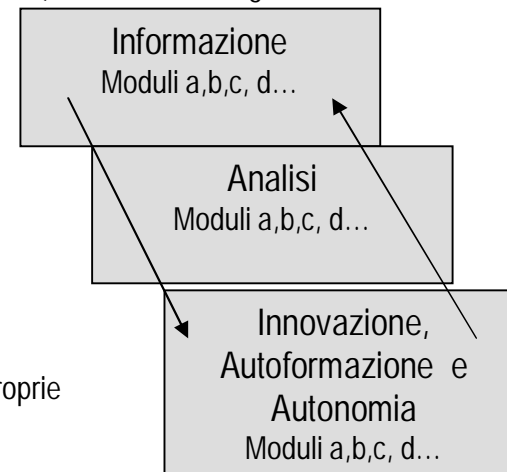 Informazione
Moduli a,b,c, d…
Analisi
Moduli a,b,c, d…
Innovazione,
Autoformazione e
Autonomia
Moduli a,b,c, d…
roprie